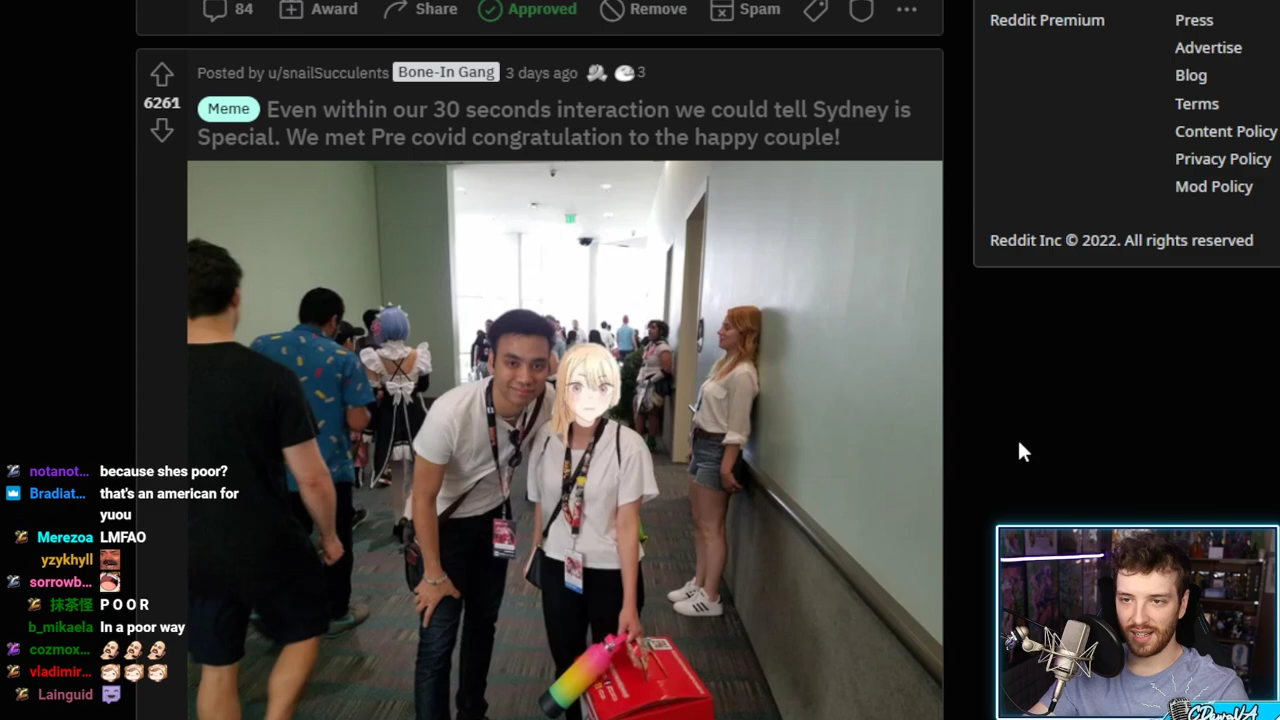 84 Award Share Approved Remove Spam
Posted by u/snailSucculents Bone-In Gang 3 days ago 3
6261
Meme Even within our 30 seconds interaction we could tell Sydney is
Special. We met Pre covid congratulation to the happy couple!
Reddit Premium
Press
Advertise
Blog
Terms
Content Policy
Privacy Policy
Mod Policy
Reddit Inc © 2022. All rights reserved
notanot... because shes poor?
Bradiat... that's an american for
yuou
Merezoa LMFAO
yzykhyll
sorrowb...
抹茶怪 P O O R
b_mikaela In a poor way
cozmox...
vladimir...
Lainguid